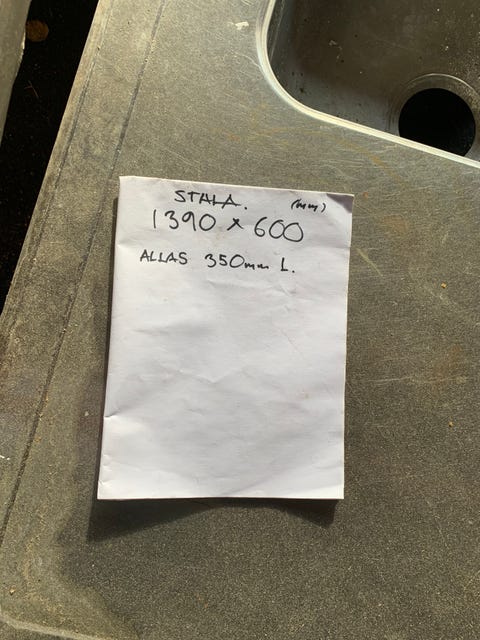 STALA. (mm)
1390 x 600
ALLAS 350mm L.